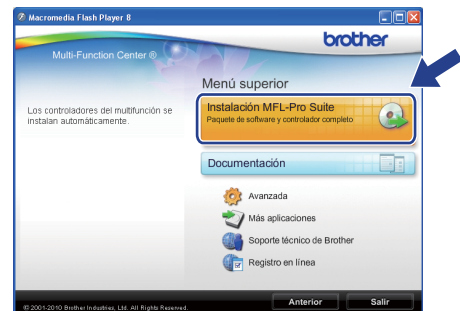 Macromedia Flash Player 8
brother
Multi-Function Center ®
Menú superior
Los controladores del multifunción se
instalan automáticamente.
Instalación MFL-Pro Suite
Paquete de software y controlador completo
Documentación
Avanzada
Más aplicaciones
Soporte técnico de Brother
Registro en línea
© 2001-2010 Brother Industries, Ltd. All Rights Reserved.
Anterior
Salir